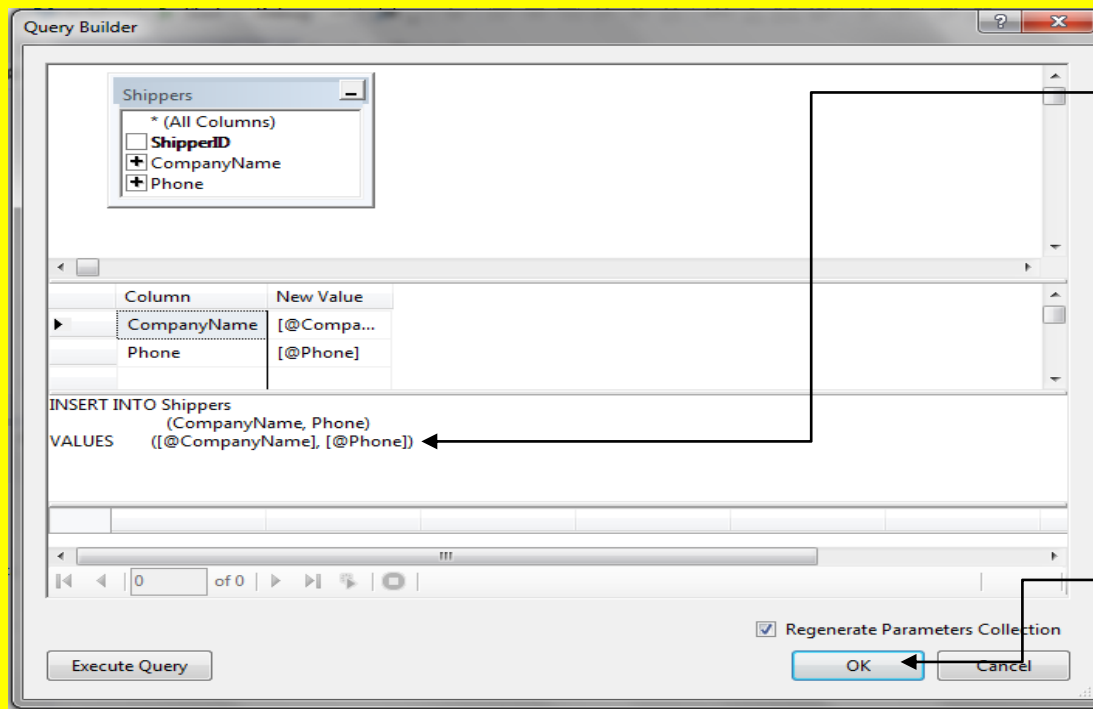 Query Builder
Shippers
* (All Columns)
ShipperID
CompanyName
Phone
Column New Value
CompanyName [@Compa...
Phone [@Phone]
INSERT INTO Shippers
(CompanyName, Phone)
VALUES ([@CompanyName], [@Phone])
0 of 0
Regenerate Parameters Collection
Execute Query OK Cancel